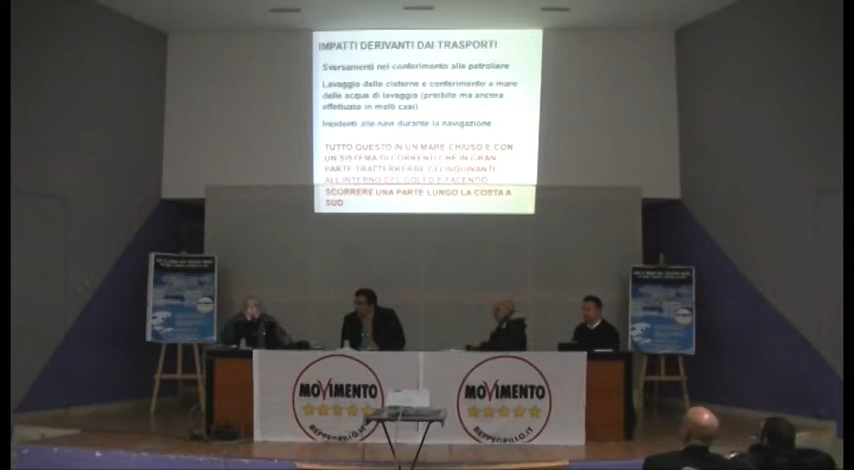 IMPATTI DERIVANTI DAI TRASPORTI
Sversamenti nel conferimento alle petroliere
Lavaggio delle cisterne e conferimento a mare
delle acque di lavaggio (proibito ma ancora
effettuato in molti casi)
Incidenti alle navi durante la navigazione
TUTTO QUESTO IN UN MARE CHIUSO E CON
UN SISTEMA DI CORRENTI CHE IN GRAN
PARTE TRATTERREBBE GLI INQUINANTI
ALL'INTERNO DEL GOLFO E FACENDO
SCORRERE UNA PARTE LUNGO LA COSTA A
SUD
MOVIMENTO
BEPPEGRILLO.IT
MOVIMENTO
BEPPEGRILLO.IT